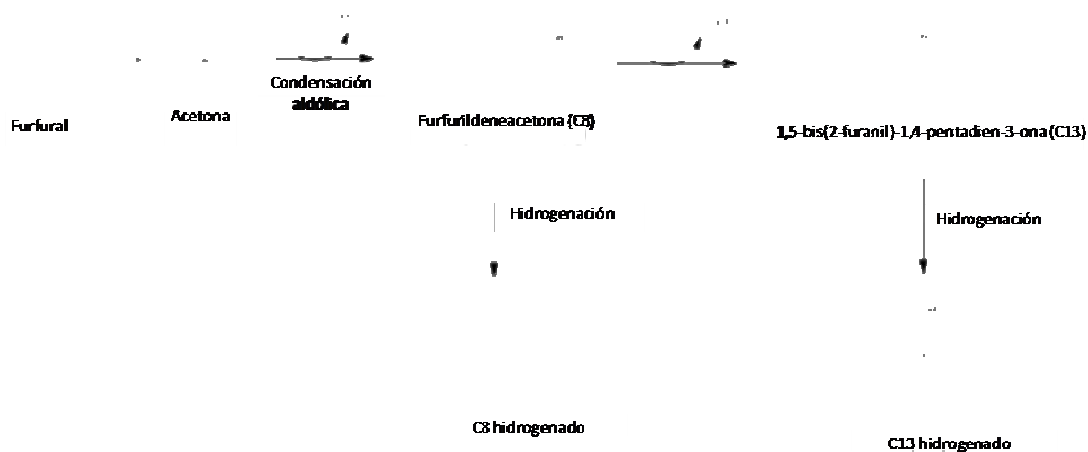 Condensación
aldólica
Furfural
Acetona
Furfurildeneacetona (C8)
1,5-bis(2-furanil)-1,4-pentadien-3-ona (C13)
Hidrogenación
Hidrogenación
C8 hidrogenado
C13 hidrogenado